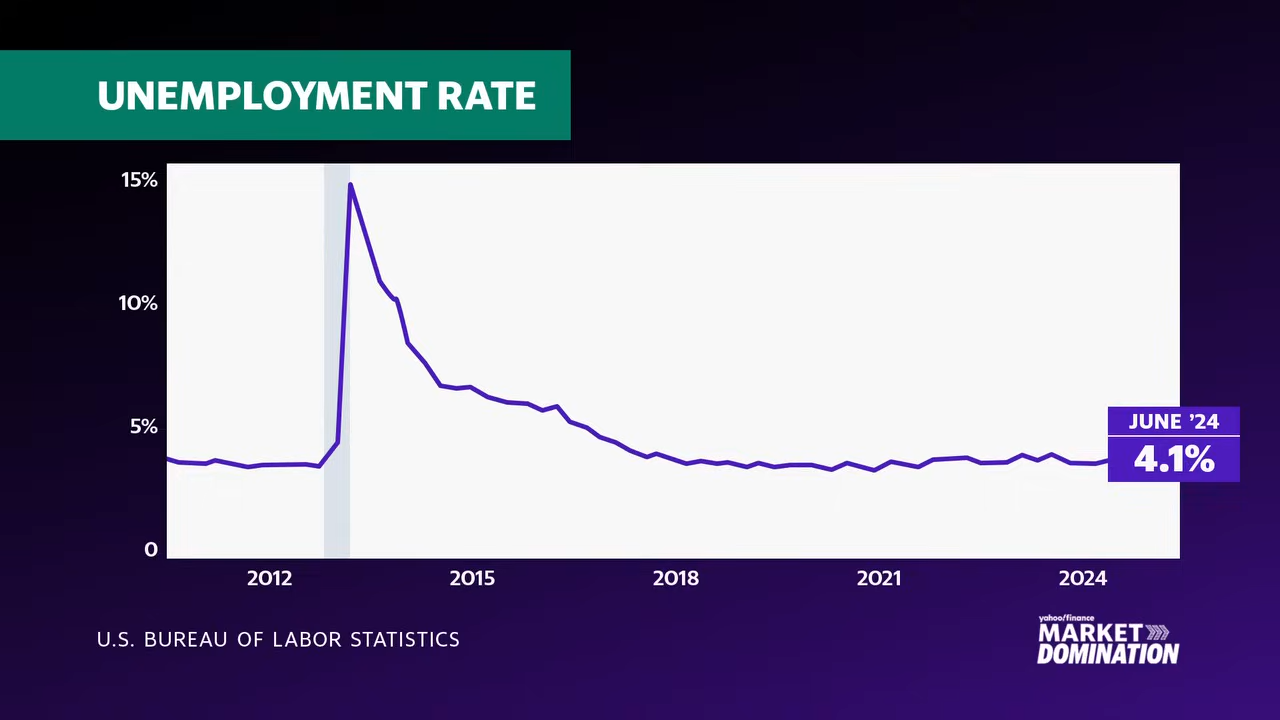 UNEMPLOYMENT RATE
15%
10%
5%
0
JUNE ’24
4.1%
2012 2015 2018 2021 2024
U.S. BUREAU OF LABOR STATISTICS
yahoo/finance
MARKET
DOMINATION